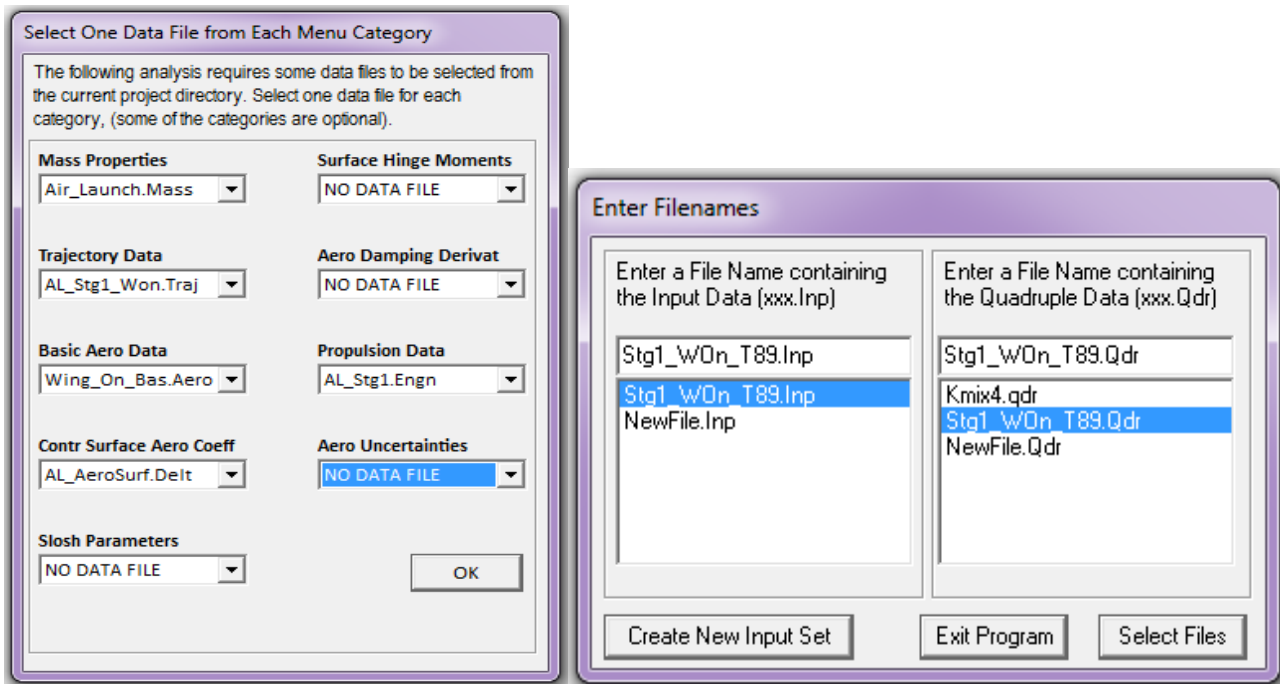 Select One Data File from Each Menu Category
The following analysis requires some data files to be selected from
the current project directory. Select one data file for each
category, (some of the categories are optional).
Mass Properties
Air_Launch.Mass
Surface Hinge Moments
NO DATA FILE
Trajectory Data
AL_Stg1_Won.Traj
Aero Damping Derivat
NO DATA FILE
Basic Aero Data
Wing_On_Bas.Aero
Propulsion Data
AL_Stg1.Engn
Contr Surface Aero Coeff
AL_AeroSurf.Delt
Aero Uncertainties
NO DATA FILE
Slosh Parameters
NO DATA FILE
OK
Enter Filenames
Enter a File Name containing
the Input Data (xxx.Inp)
Stg1_WOn_T89.Inp
Stg1_WOn_T89.Inp
NewFile.Inp
Enter a File Name containing
the Quadruple Data (xxx.Qdr)
Stg1_WOn_T89.Qdr
Kmix4.qdr
Stg1_WOn_T89.Qdr
NewFile.Qdr
Create New Input Set
Exit Program
Select Files